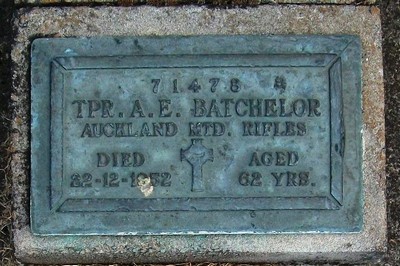 71478
TPR. A. E. BATCHELOR
AUCKLAND MTD. RIFLES
DIED AGED
22-12-1952 62 YRS.